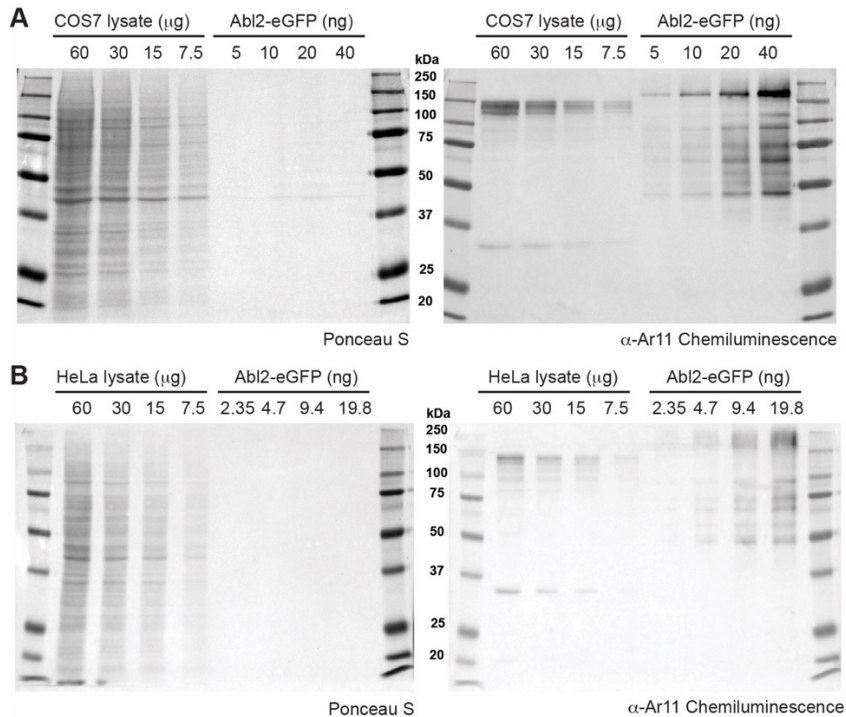 A
COS7 lysate (μg) Abl2-eGFP (ng) COS7 lysate (μg) Abl2-eGFP (ng)
60 30 15 7.5 5 10 20 40 kDa 60 30 15 7.5 5 10 20 40
250
150
100
75
50
37
25
20
Ponceau S α-Ar11 Chemiluminescence
B
HeLa lysate (μg) Abl2-eGFP (ng) HeLa lysate (μg) Abl2-eGFP (ng)
60 30 15 7.5 2.35 4.7 9.4 19.8 kDa 60 30 15 7.5 2.35 4.7 9.4 19.8
250
150
100
75
50
37
25
20
Ponceau S α-Ar11 Chemiluminescence